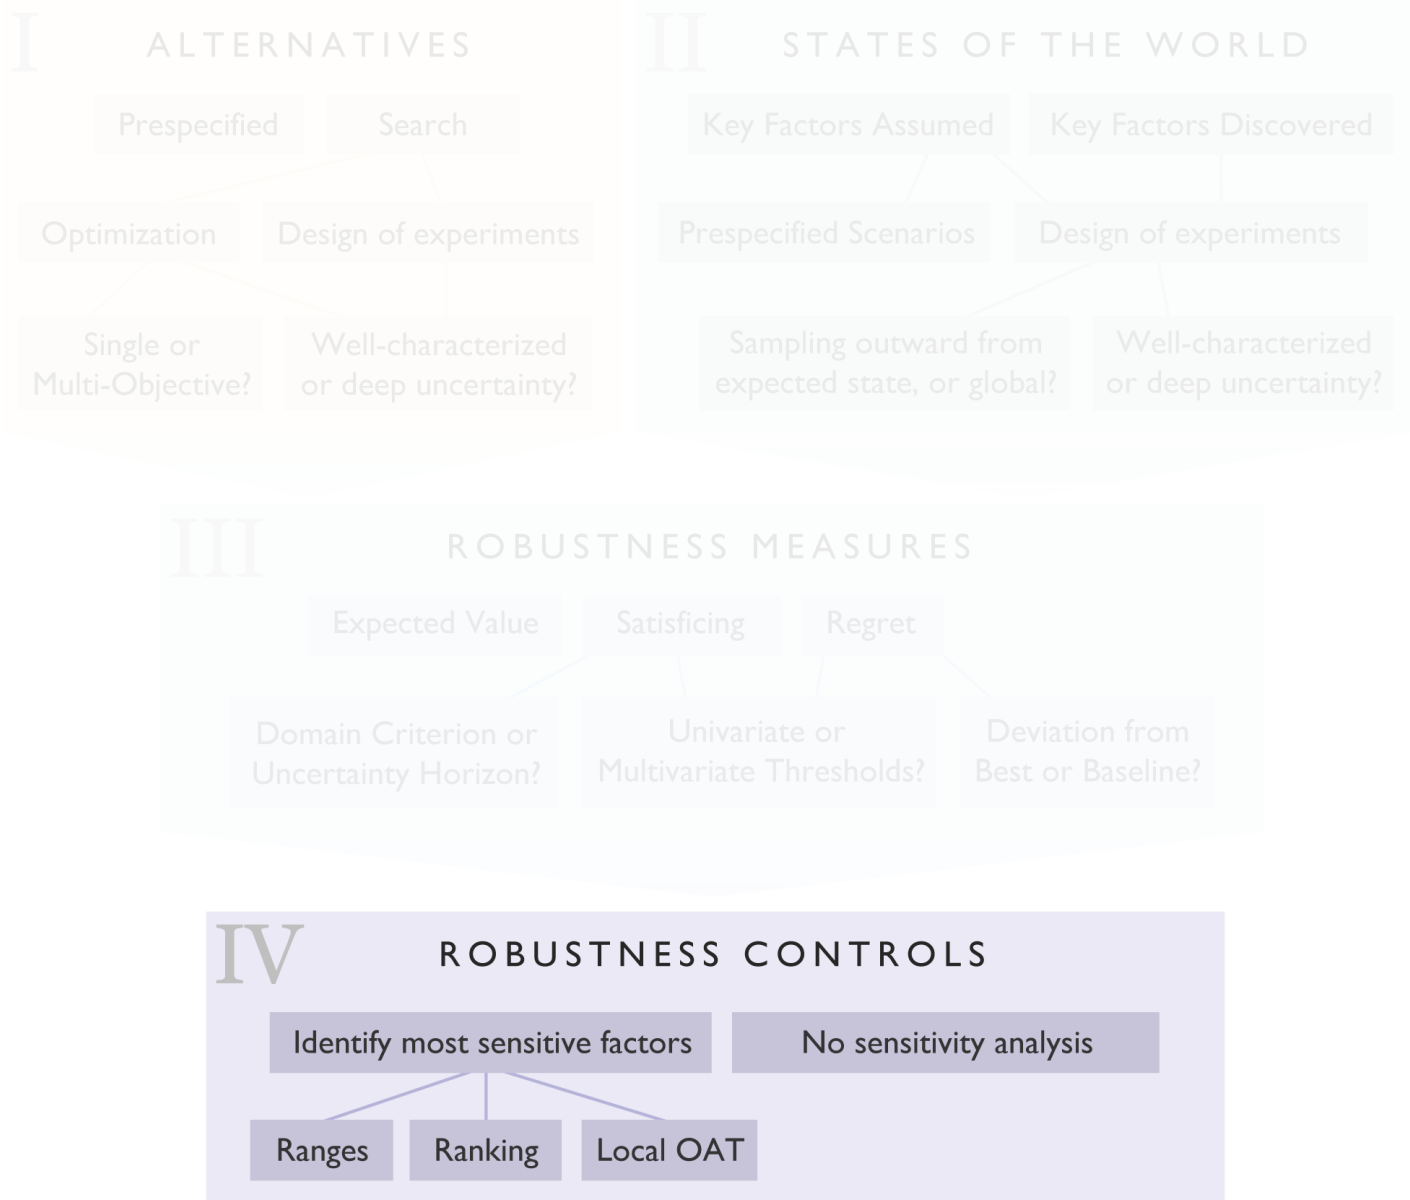 I
ALTERNATIVES
Prespecified
Search
Optimization
Design of experiments
Single or
Multi-Objective?
Well-characterized
or deep uncertainty?
II
STATES OF THE WORLD
Key Factors Assumed
Key Factors Discovered
Prespecified Scenarios
Design of experiments
Sampling outward from
expected state, or global?
Well-characterized
or deep uncertainty?
III
ROBUSTNESS MEASURES
Expected Value
Satisficing
Regret
Domain Criterion or
Uncertainty Horizon?
Univariate or
Multivariate Thresholds?
Deviation from
Best or Baseline?
IV
ROBUSTNESS CONTROLS
Identify most sensitive factors
No sensitivity analysis
Ranges
Ranking
Local OAT